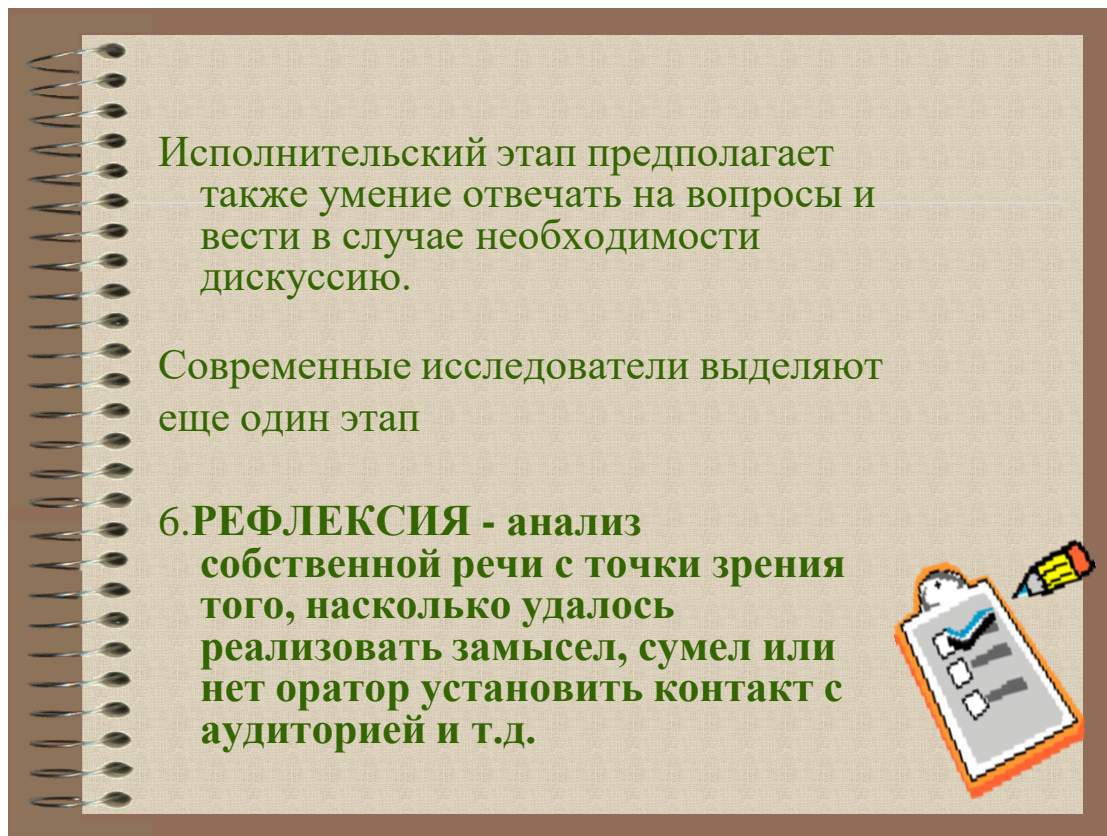 Исполнительский этап предполагает
также умение отвечать на вопросы и
вести в случае необходимости
дискуссию.
Современные исследователи выделяют
еще один этап
6.РЕФЛЕКСИЯ - анализ
собственной речи с точки зрения
того, насколько удалось
реализовать замысел, сумел или
нет оратор установить контакт с
аудиторией и т.д.